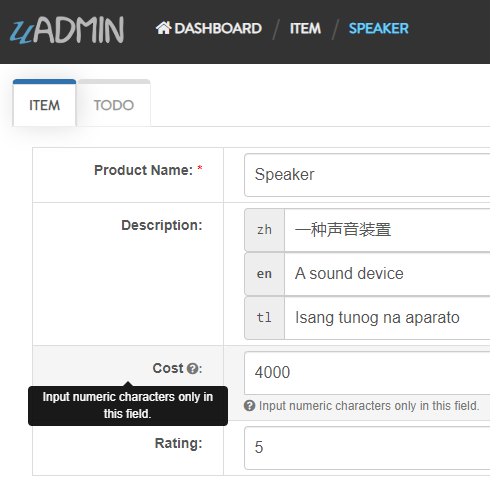 uADMIN
DASHBOARD / ITEM / SPEAKER
ITEM TODO
Product Name: * Speaker
Description: zh 一种声音装置
en A sound device
tl Isang tunog na aparato
Cost ?: 4000
Input numeric characters only in
this field.
? Input numeric characters only in this field.
Rating: 5